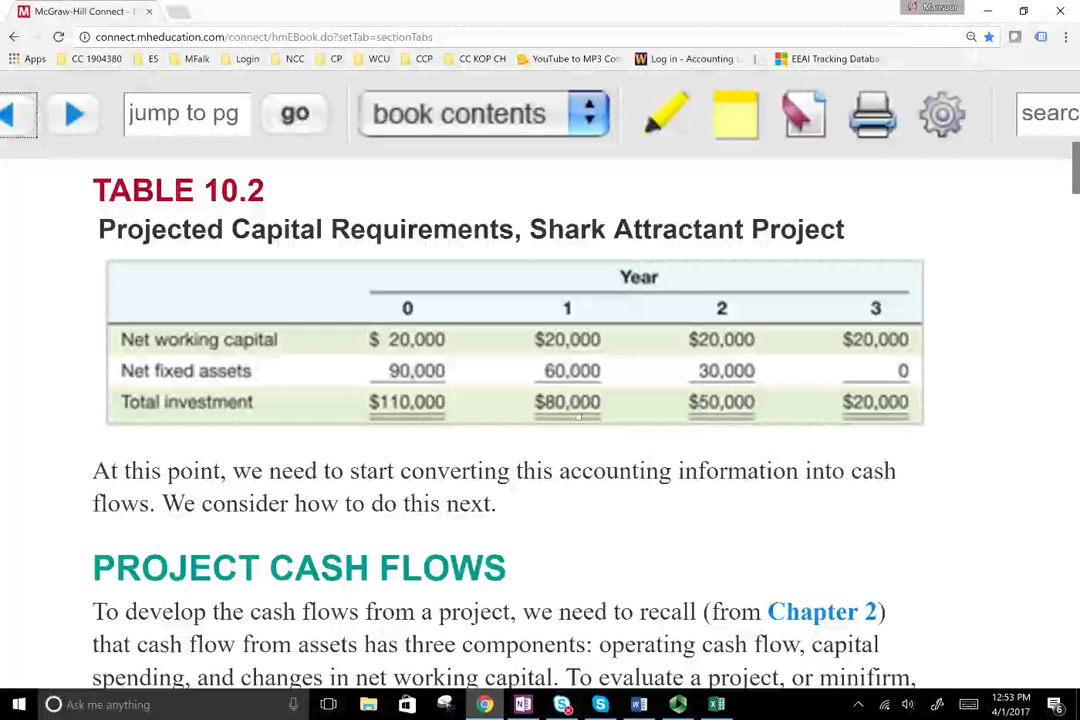 McGraw-Hill Connect -
Mansour
connect.mheducation.com/connect/hmEBook.do?setTab=sectionTabs
Apps CC 1904380 ES MFalk Login NCC CP WCU CCP CC KOP CH YouTube to MP3 Con Log in - Accounting L EEAI Tracking Databa
jump to pg go book contents searc
TABLE 10.2
Projected Capital Requirements, Shark Attractant Project
Year
0 1 2 3
Net working capital $ 20,000 $20,000 $20,000 $20,000
Net fixed assets 90,000 60,000 30,000 0
Total investment $110,000 $80,000 $50,000 $20,000
At this point, we need to start converting this accounting information into cash
flows. We consider how to do this next.
PROJECT CASH FLOWS
To develop the cash flows from a project, we need to recall (from Chapter 2)
that cash flow from assets has three components: operating cash flow, capital
spending, and changes in net working capital. To evaluate a project, or minifirm,
Ask me anything
12:53 PM
4/1/2017
6